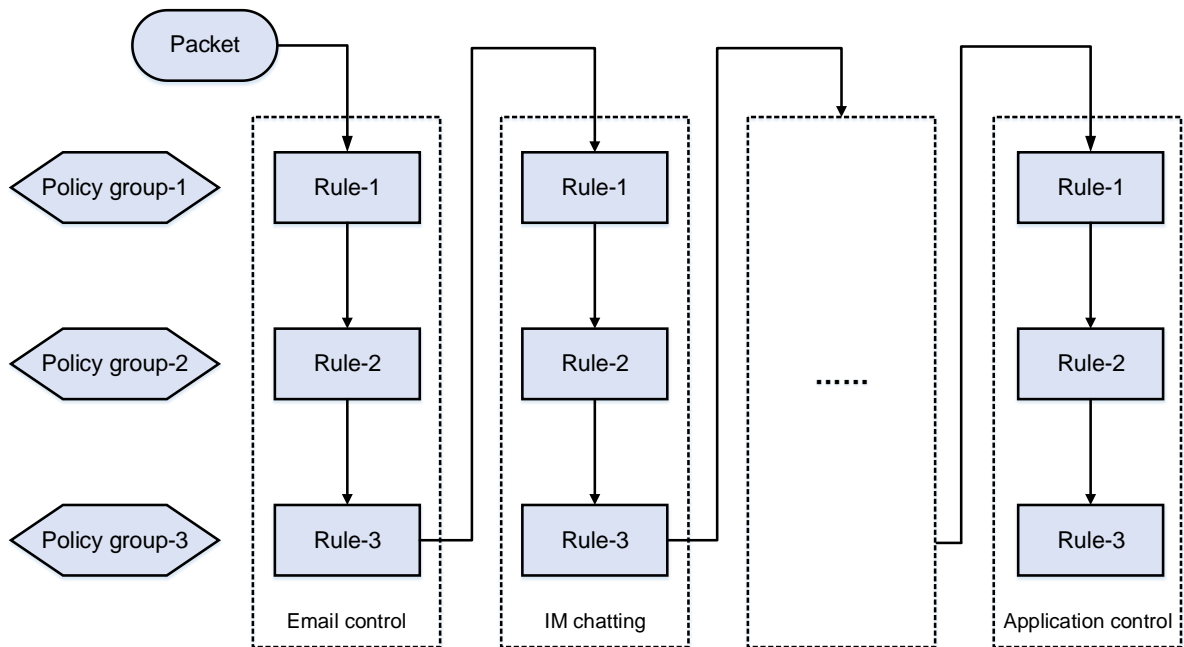 Packet
Policy group-1
Rule-1
Rule-1
Rule-1
Policy group-2
Rule-2
Rule-2
......
Rule-2
Policy group-3
Rule-3
Rule-3
Rule-3
Email control
IM chatting
Application control